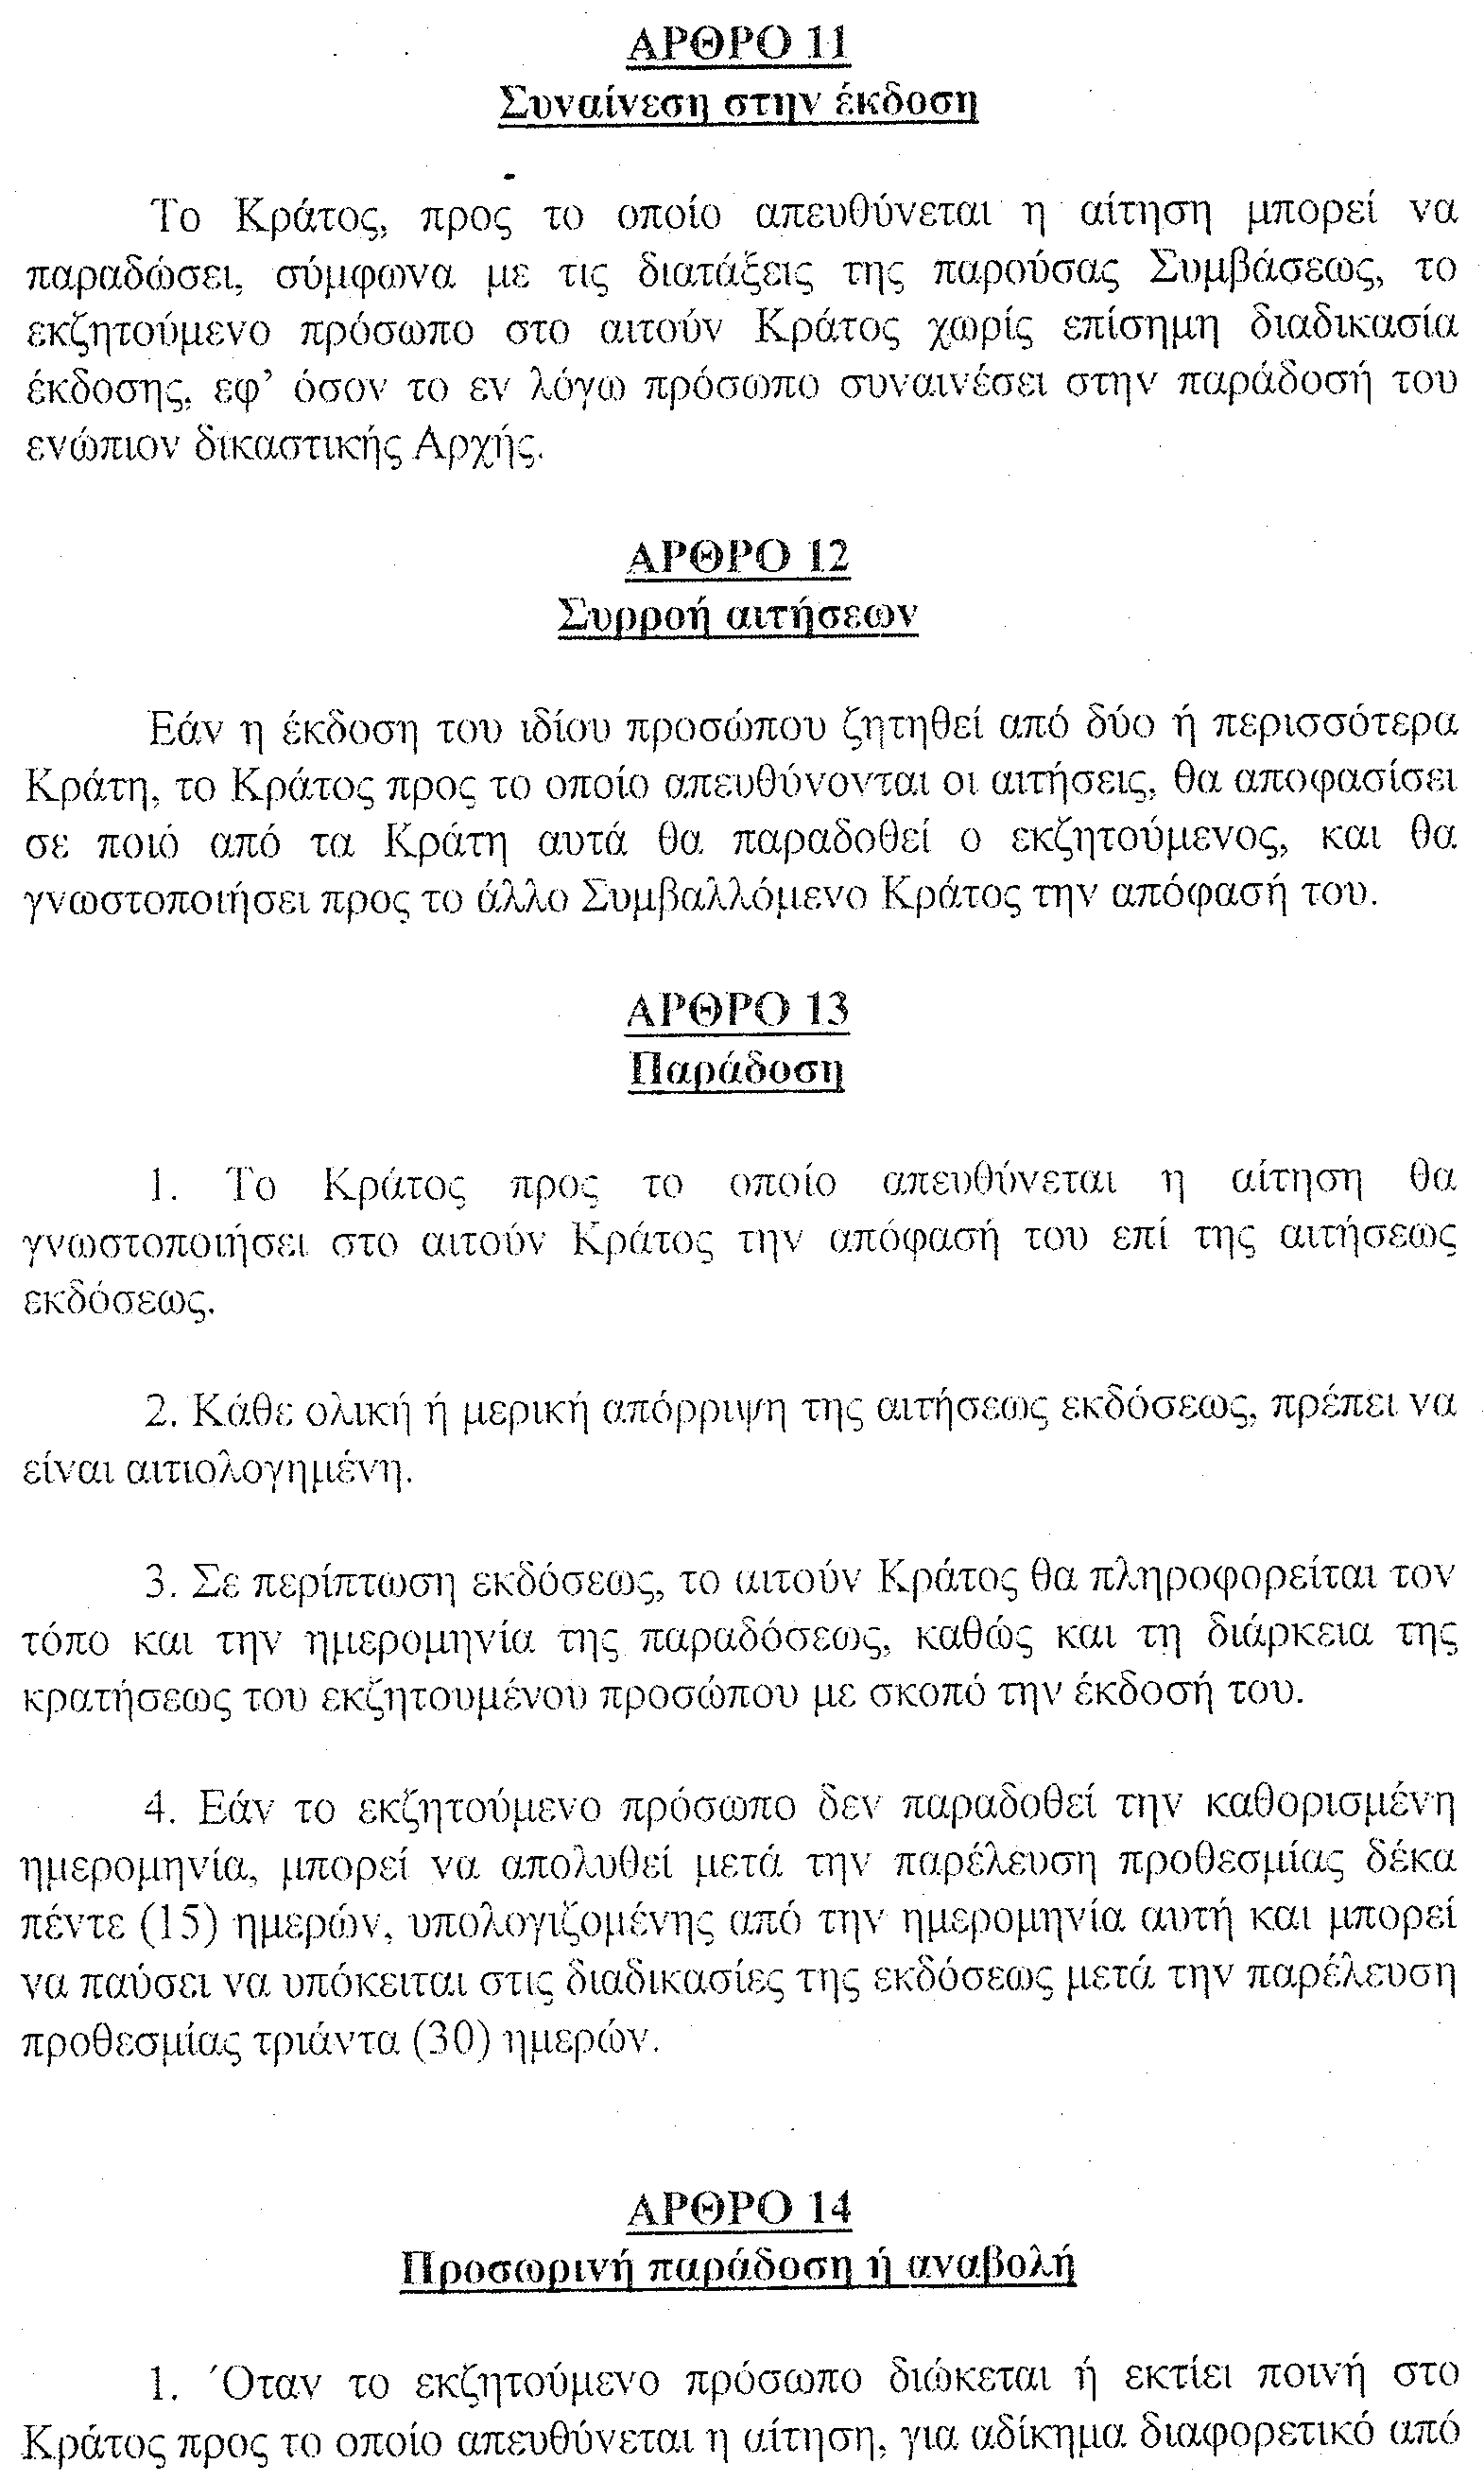 ΑΡΘΡΟ 11
Συναίνεση στην έκδοση
Το Κράτος, προς το οποίο απευθύνεται η αίτηση μπορεί να
παραδώσει, σύμφωνα με τις διατάξεις της παρούσας Συμβάσεως, το
εκζητούμενο πρόσωπο στο αιτούν Κράτος χωρίς επίσημη διαδικασία
έκδοσης, εφ’ όσον το εν λόγω πρόσωπο συναινέσει στην παράδοσή του
ενώπιον δικαστικής Αρχής.
ΑΡΘΡΟ 12
Συρροή αιτήσεων
Εάν η έκδοση του ιδίου προσώπου ζητηθεί από δύο ή περισσότερα
Κράτη, το Κράτος προς το οποίο απευθύνονται οι αιτήσεις, θα αποφασίσει
σε ποιό από τα Κράτη αυτά θα παραδοθεί ο εκζητούμενος, και θα
γνωστοποιήσει προς το άλλο Συμβαλλόμενο Κράτος την απόφασή του.
ΑΡΘΡΟ 13
Παράδοση
1. Το Κράτος προς το οποίο απευθύνεται η αίτηση θα
γνωστοποιήσει στο αιτούν Κράτος την απόφασή του επί της αιτήσεως
εκδόσεως.
2. Κάθε ολική ή μερική απόρριψη της αιτήσεως εκδόσεως, πρέπει να
είναι αιτιολογημένη.
3. Σε περίπτωση εκδόσεως, το αιτούν Κράτος θα πληροφορείται τον
τόπο και την ημερομηνία της παραδόσεως, καθώς και τη διάρκεια της
κρατήσεως του εκζητουμένου προσώπου με σκοπό την έκδοσή του.
4. Εάν το εκζητούμενο πρόσωπο δεν παραδοθεί την καθορισμένη
ημερομηνία, μπορεί να απολυθεί μετά την παρέλευση προθεσμίας δέκα
πέντε (15) ημερών, υπολογιζομένης από την ημερομηνία αυτή και μπορεί
να παύσει να υπόκειται στις διαδικασίες της εκδόσεως μετά την παρέλευση
προθεσμίας τριάντα (30) ημερών.
ΑΡΘΡΟ 14
Προσωρινή παράδοση ή αναβολή
1. Όταν το εκζητούμενο πρόσωπο διώκεται ή εκτίει ποινή στο
Κράτος προς το οποίο απευθύνεται η αίτηση, για αδίκημα διαφορετικό από